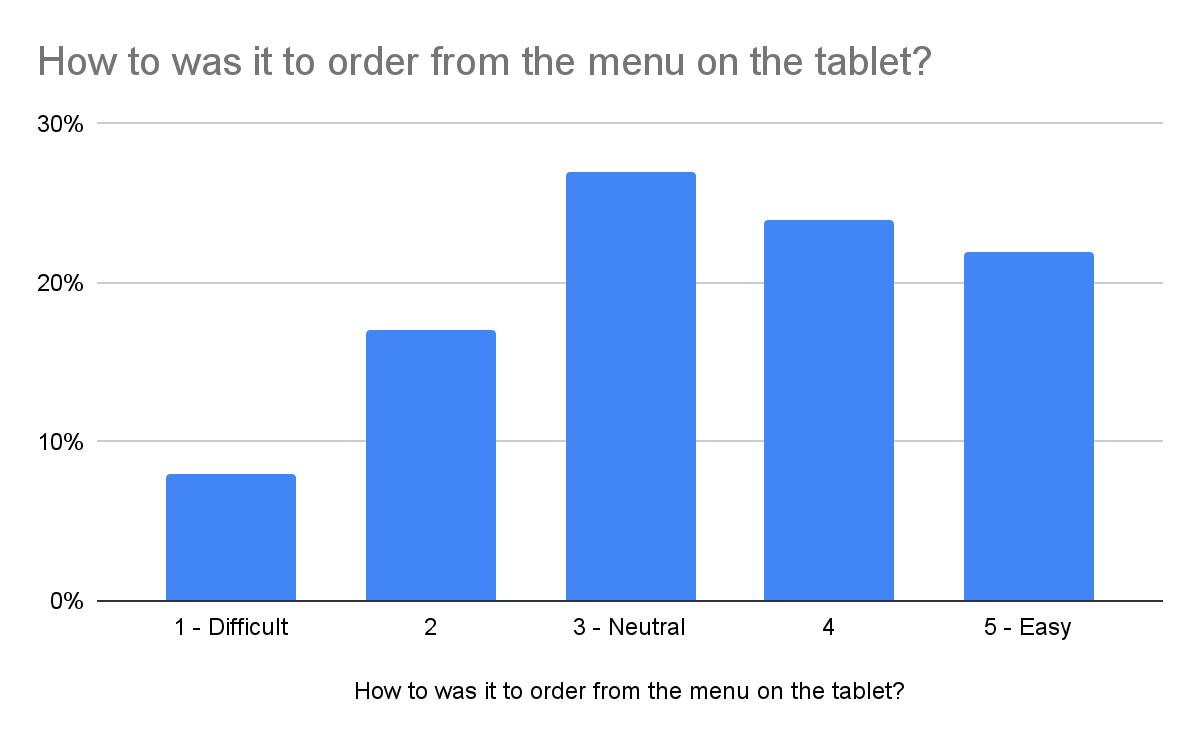 How to was it to order from the menu on the tablet?
30%
20%
10%
0%
1 - Difficult
2
3 - Neutral
4
5 - Easy
How to was it to order from the menu on the tablet?